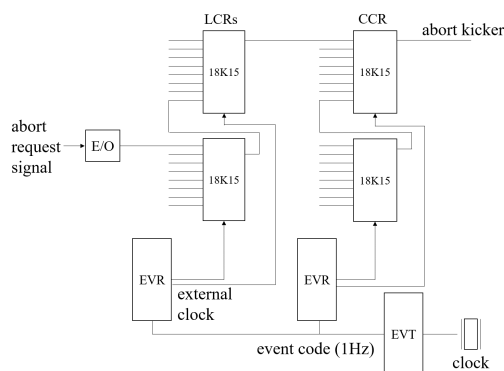 LCRs
CCR
abort kicker
18K15
18K15
abort
request
signal
E/O
18K15
18K15
EVR
EVR
external
clock
EVT
event code (1Hz)
clock